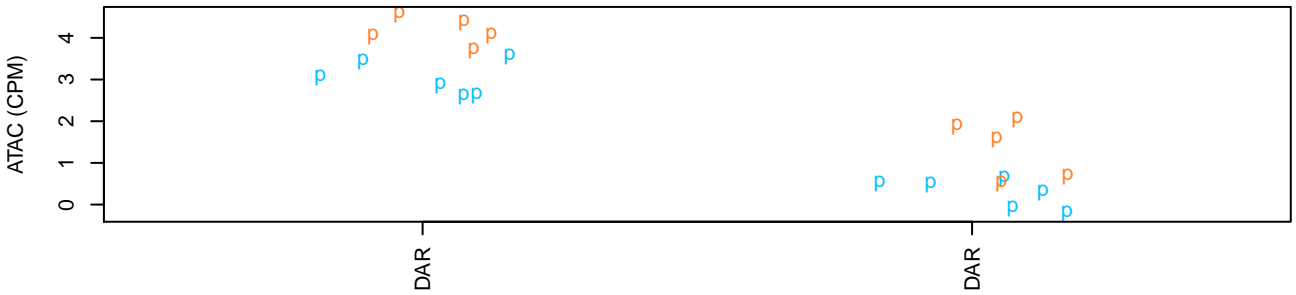 ATAC (CPM)
4
3
2
1
0
p p p p p
p p p p p p
p p p p p
p p p p p p
DAR DAR